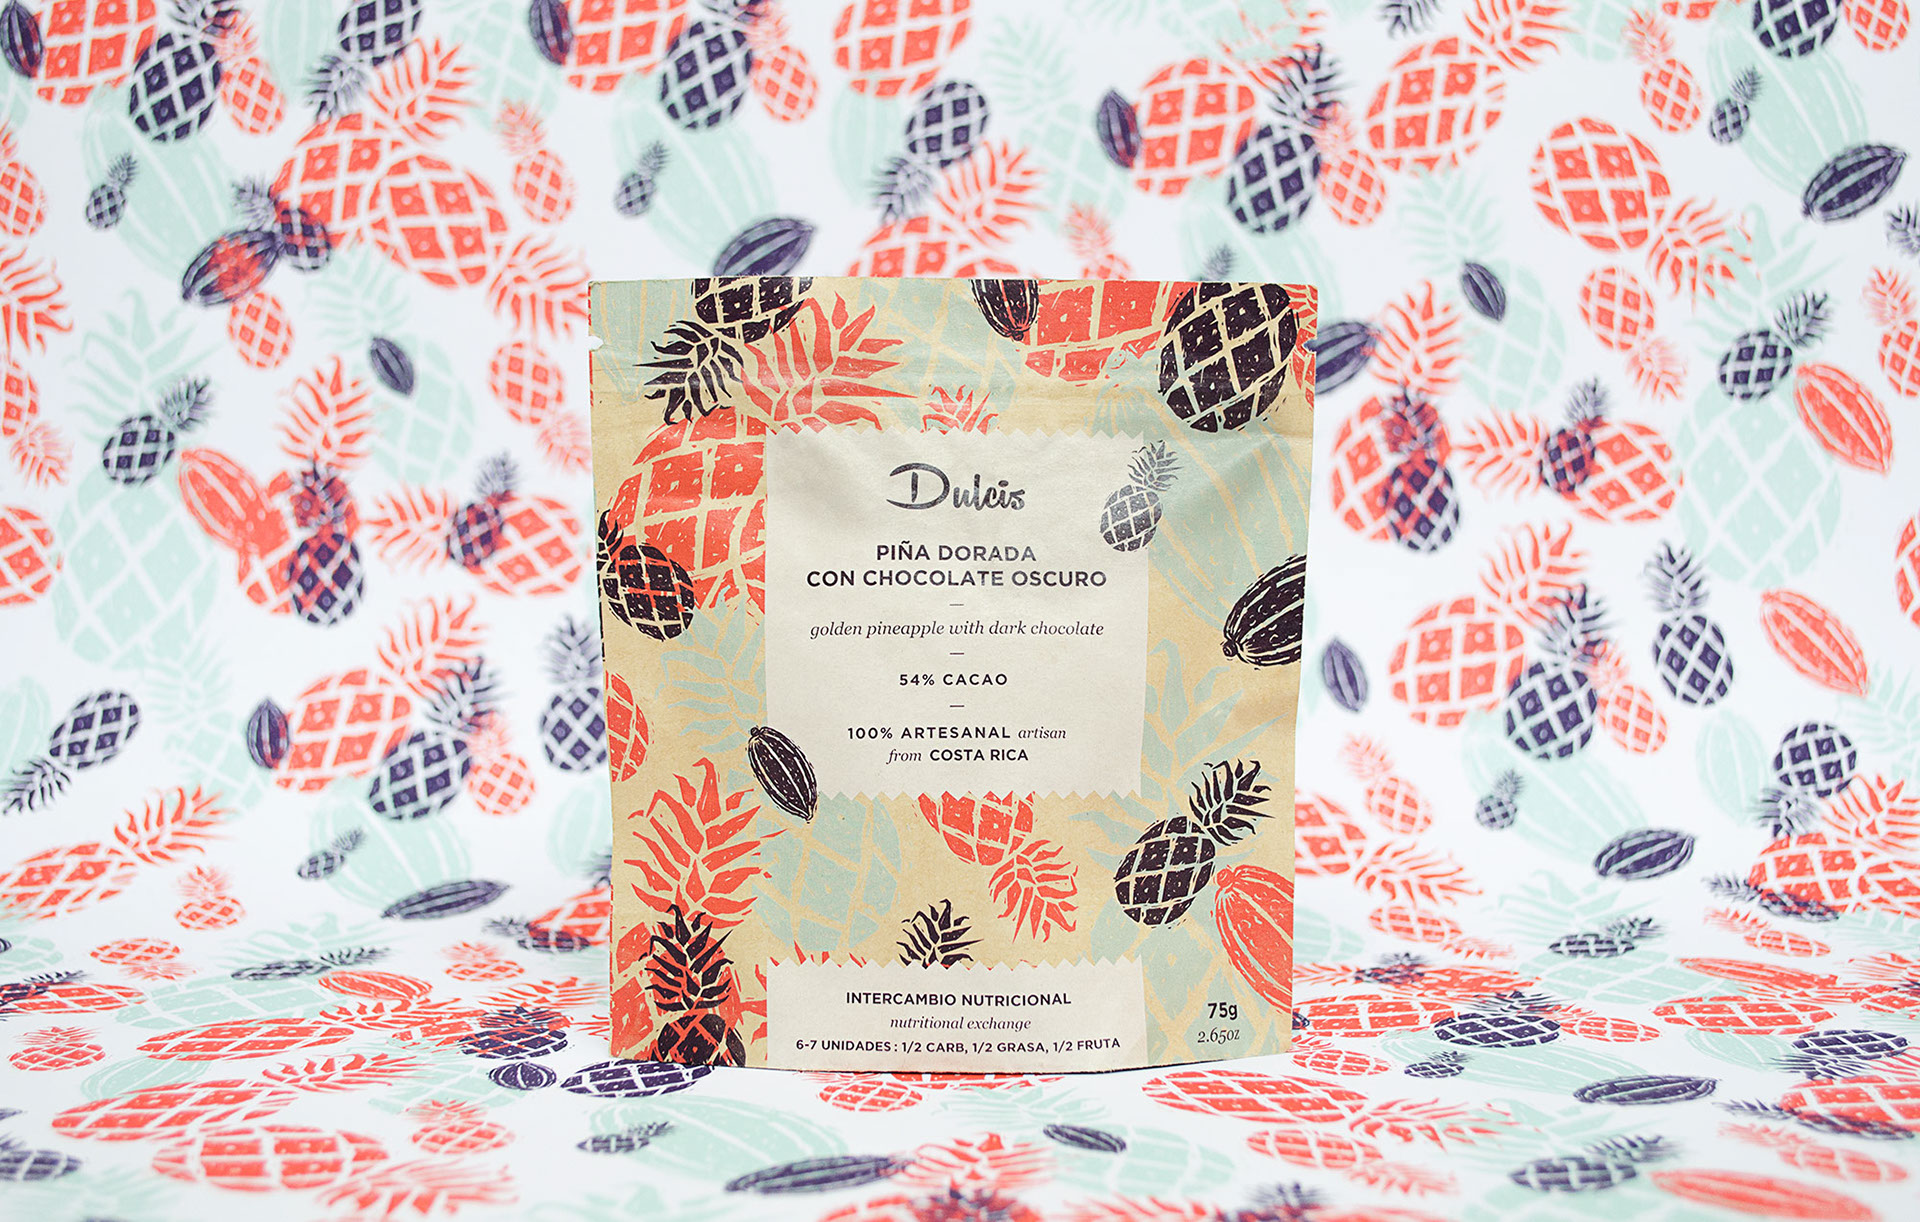 Dulcis
PIÑA DORADA
CON CHOCOLATE OSCURO
golden pineapple with dark chocolate
54% CACAO
100% ARTESANAL artisan
from COSTA RICA
INTERCAMBIO NUTRICIONAL
nutritional exchange
6-7 UNIDADES : 1/2 CARB, 1/2 GRASA, 1/2 FRUTA
75g
2.65oz